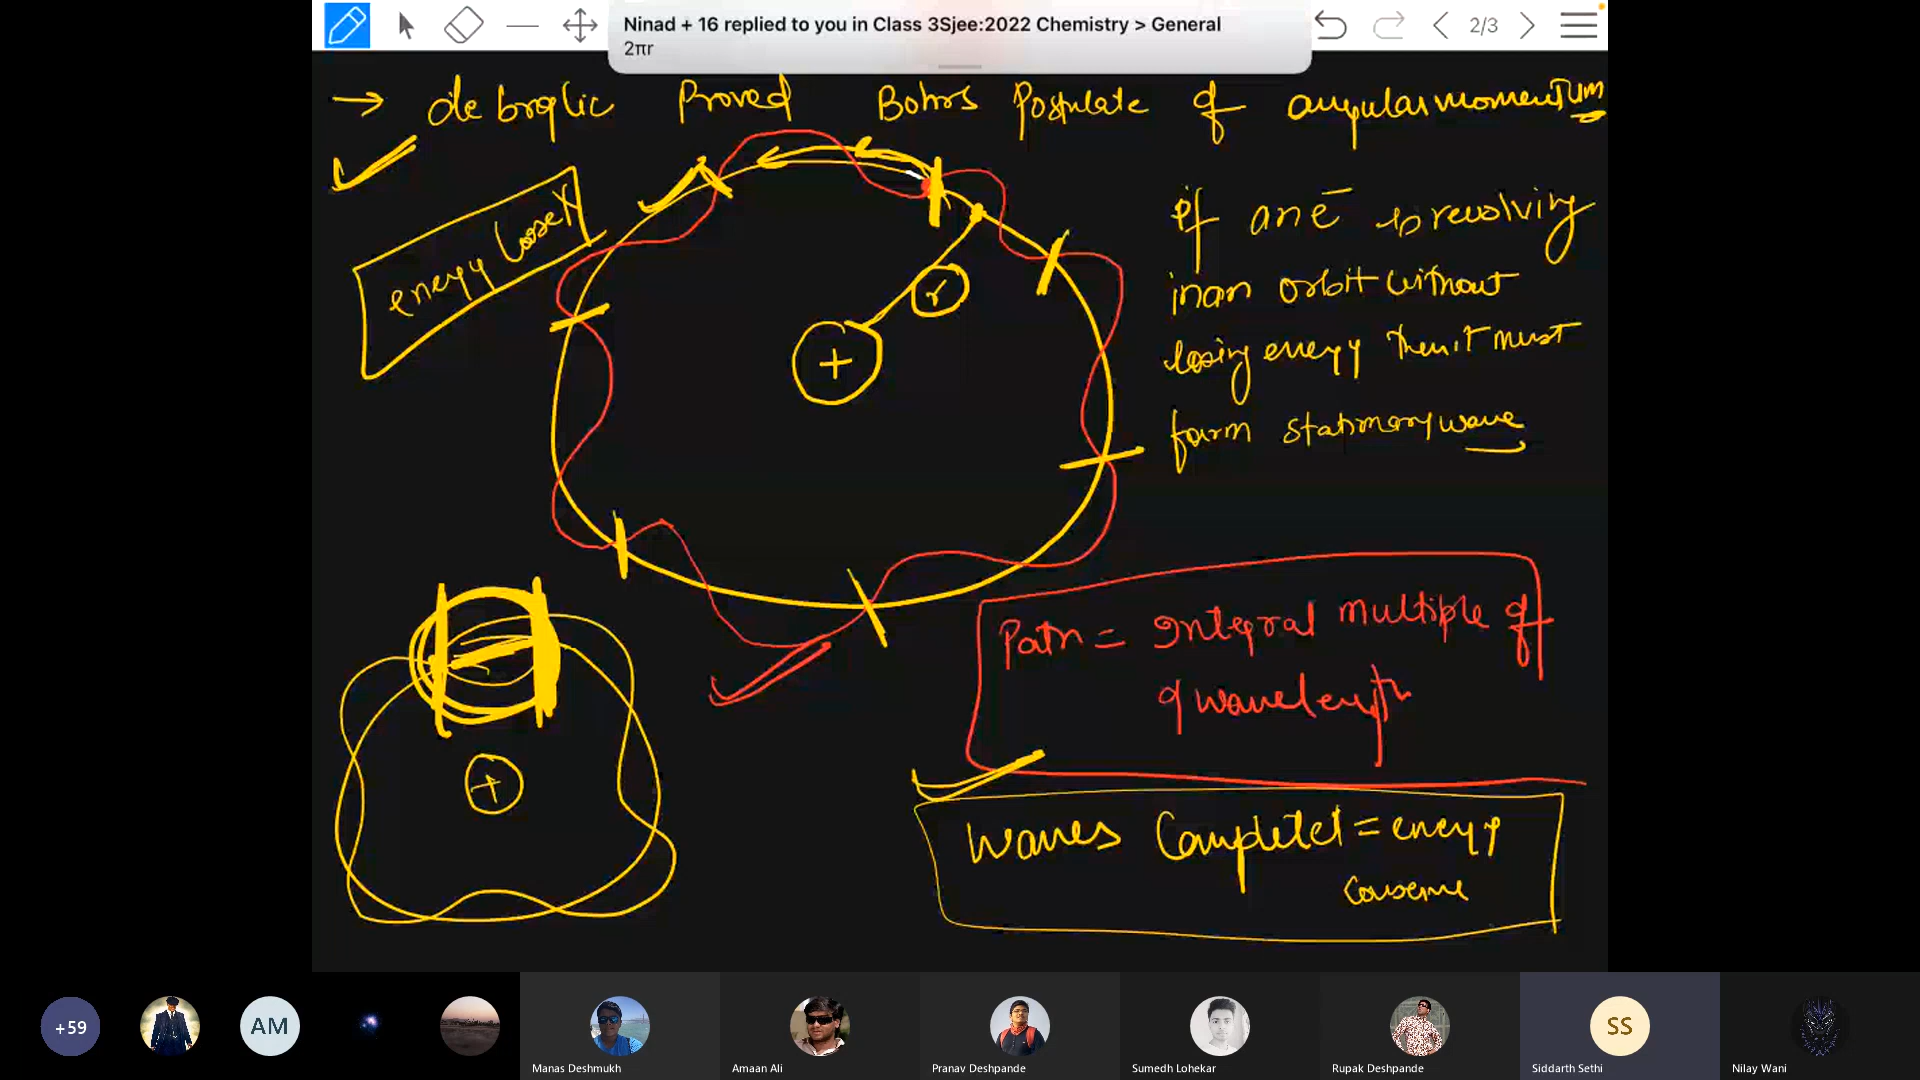 Ninad + 16 replied to you in Class 3Sjee:2022 Chemistry > General
2πr
2/3
→ de broglie Proved Bohrs Postulate of angular momentum
energy loose X
if an e⁻ is revolving
in an orbit without
losing energy then it must
form stationary wave
r
+
Path = Integral multiple of
of wavelength
+
Waves Completed = energy
Conserve
+59
AM
SS
Manas Deshmukh
Amaan Ali
Pranav Deshpande
Sumedh Lohekar
Rupak Deshpande
Siddarth Sethi
Nilay Wani